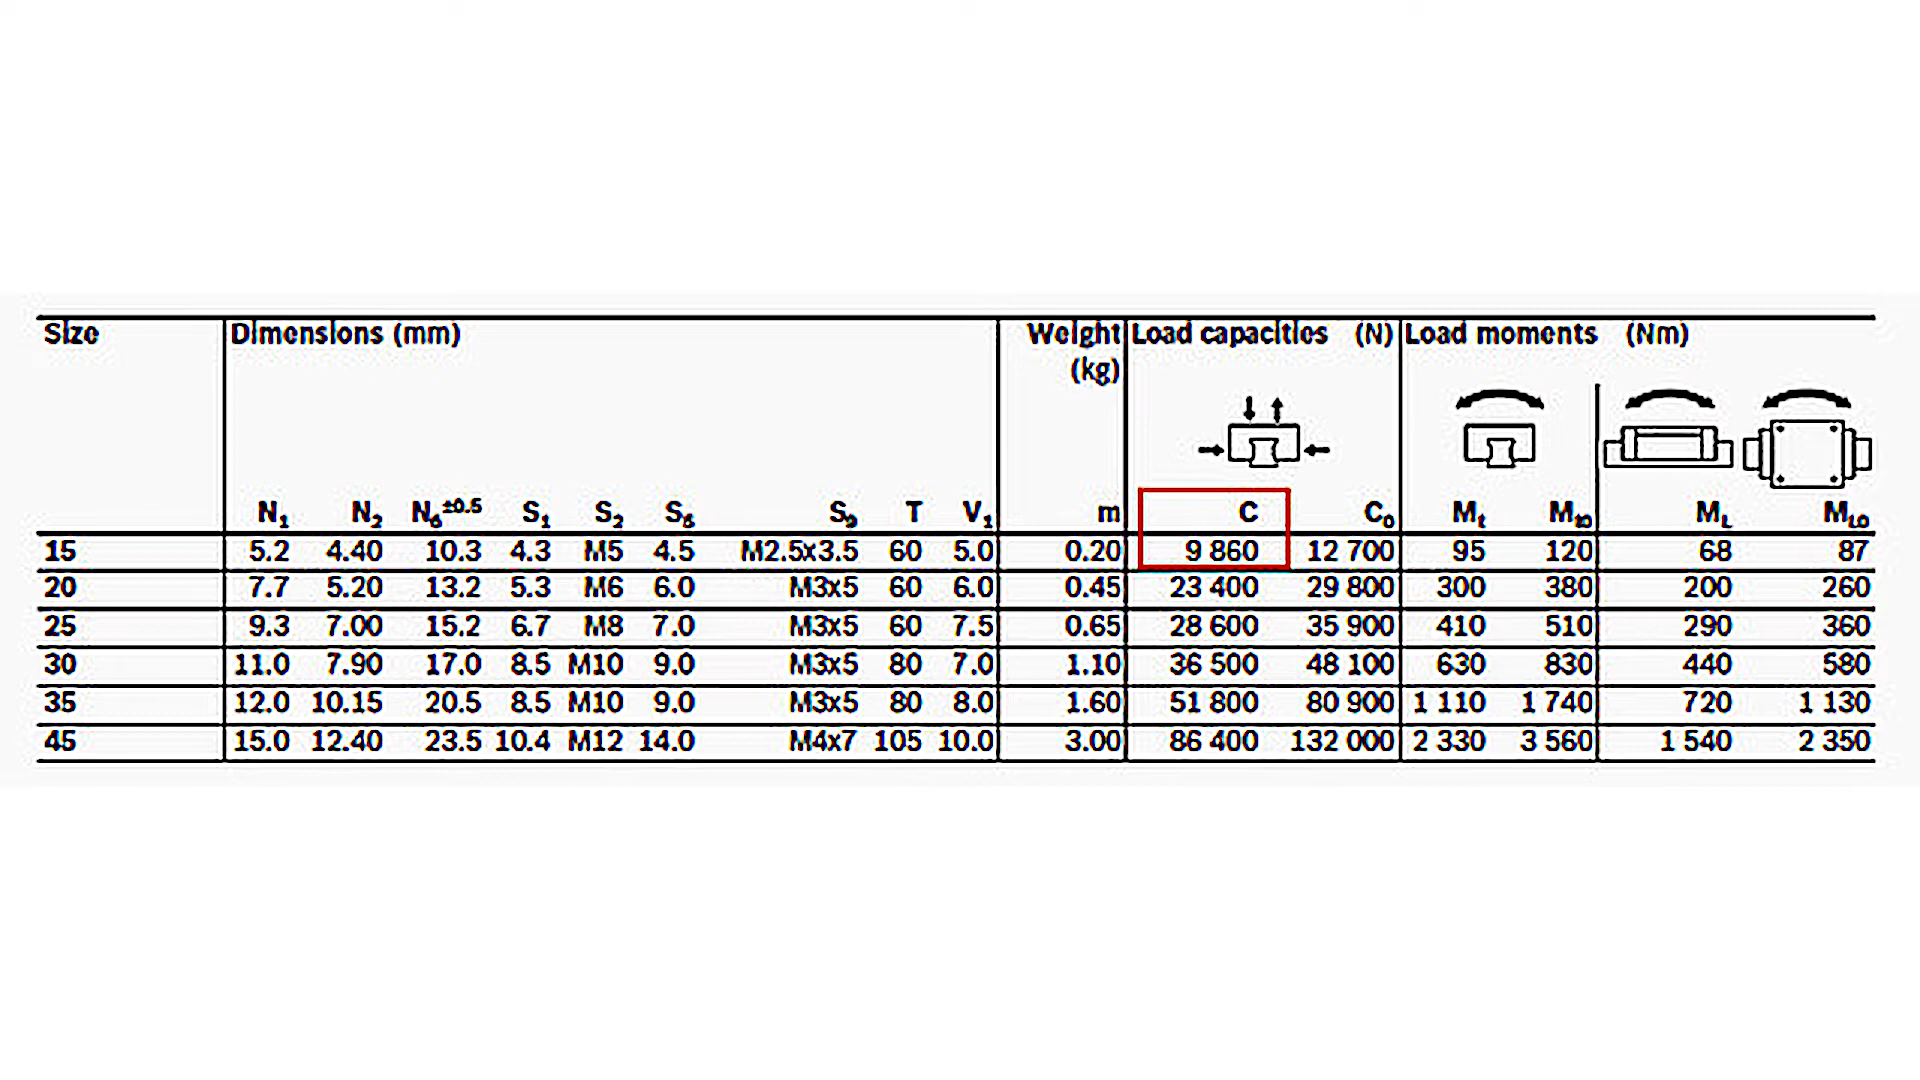 Size Dimensions (mm) Weight Load capacities (N) Load moments (Nm)
(kg)
N₁ N₂ N₆±0.5 S₁ S₂ S₅ S₉ T V₁ m C C₀ Mt Mt0 ML ML0
15 5.2 4.40 10.3 4.3 M5 4.5 M2.5x3.5 60 5.0 0.20 9 860 12 700 95 120 68 87
20 7.7 5.20 13.2 5.3 M6 6.0 M3x5 60 6.0 0.45 23 400 29 800 300 380 200 260
25 9.3 7.00 15.2 6.7 M8 7.0 M3x5 60 7.5 0.65 28 600 35 900 410 510 290 360
30 11.0 7.90 17.0 8.5 M10 9.0 M3x5 80 7.0 1.10 36 500 48 100 630 830 440 580
35 12.0 10.15 20.5 8.5 M10 9.0 M3x5 80 8.0 1.60 51 800 80 900 1 110 1 740 720 1 130
45 15.0 12.40 23.5 10.4 M12 14.0 M4x7 105 10.0 3.00 86 400 132 000 2 330 3 560 1 540 2 350